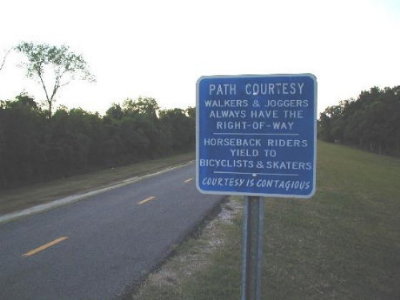 PATH COURTESY
WALKERS & JOGGERS
ALWAYS HAVE THE
RIGHT-OF-WAY
HORSEBACK RIDERS
YIELD TO
BICYCLISTS & SKATERS
COURTESY IS CONTAGIOUS